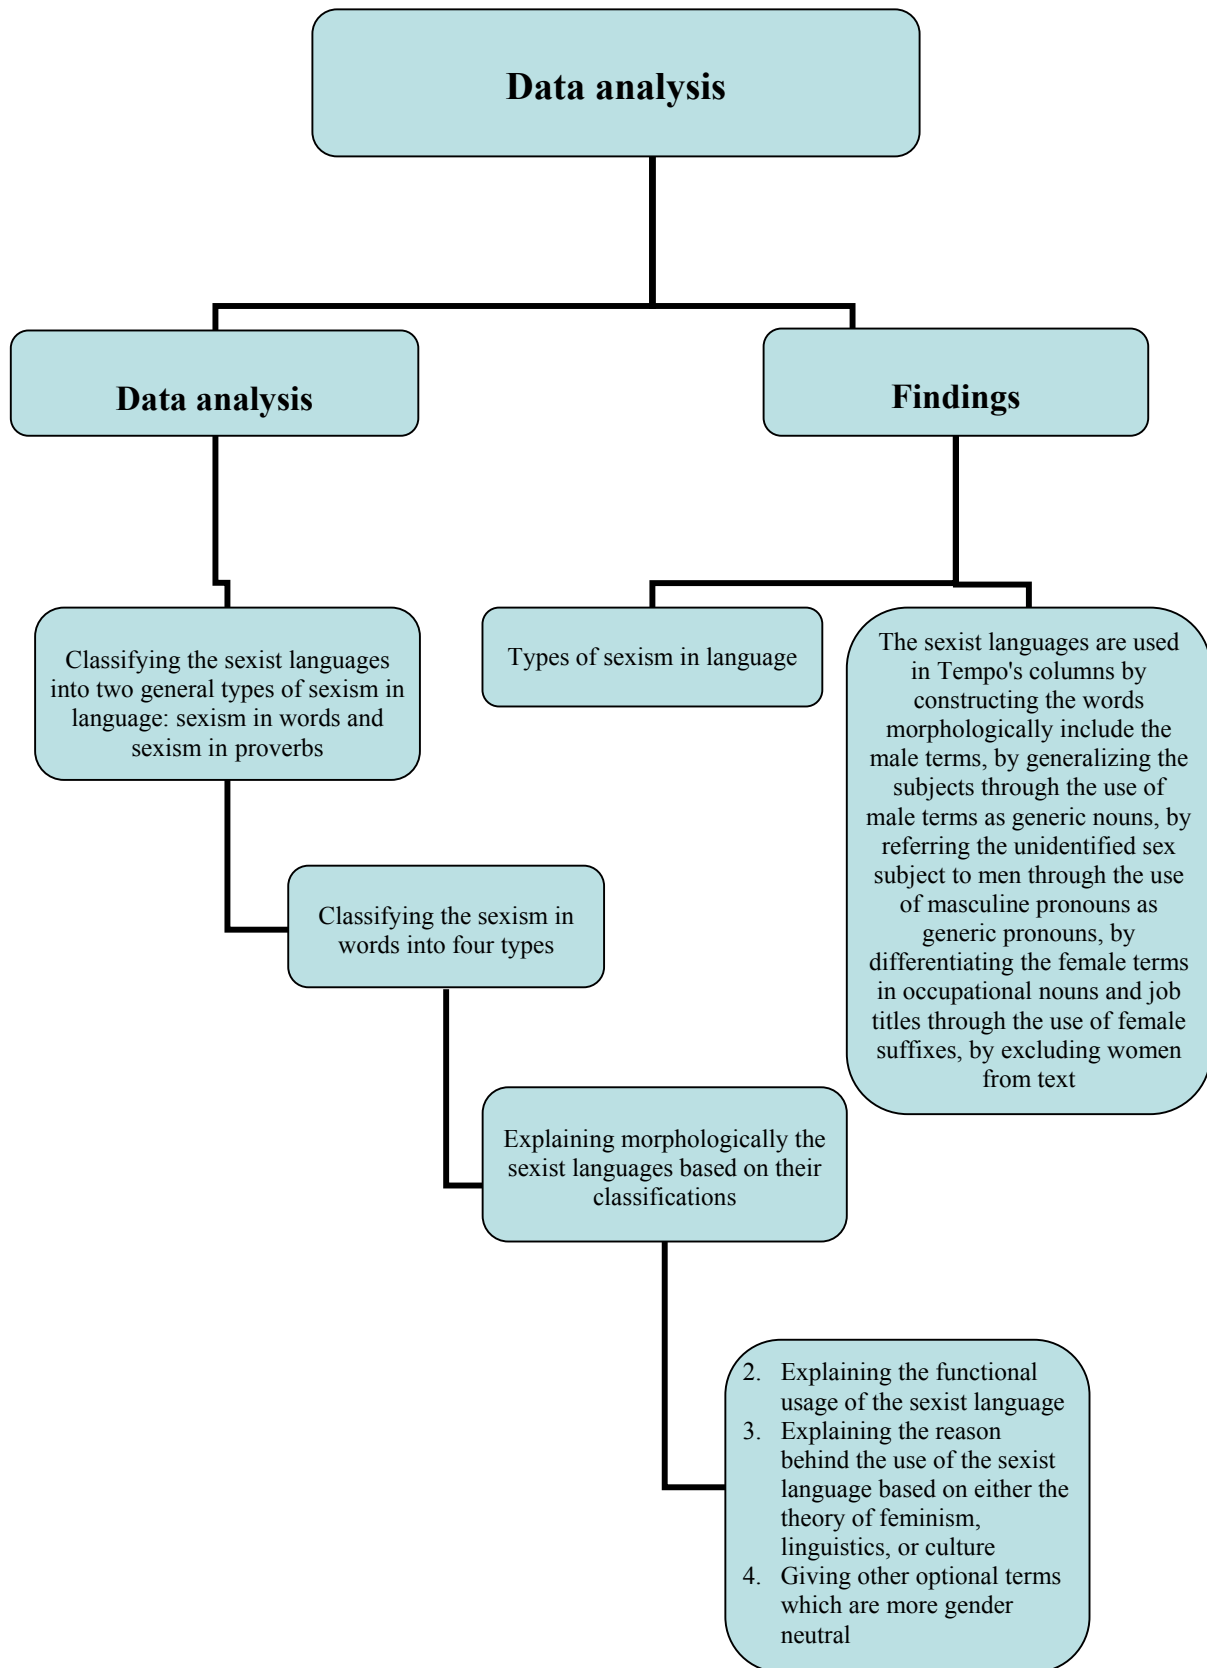 Data analysis
Data analysis
Findings
Classifying the sexist languages
into two general types of sexism in
language: sexism in words and
sexism in proverbs
Types of sexism in language
The sexist languages are used
in Tempo's columns by
constructing the words
morphologically include the
male terms, by generalizing the
subjects through the use of
male terms as generic nouns, by
referring the unidentified sex
subject to men through the use
of masculine pronouns as
generic pronouns, by
differentiating the female terms
in occupational nouns and job
titles through the use of female
suffixes, by excluding women
from text
Classifying the sexism in
words into four types
Explaining morphologically the
sexist languages based on their
classifications
2. Explaining the functional
usage of the sexist language
3. Explaining the reason
behind the use of the sexist
language based on either the
theory of feminism,
linguistics, or culture
4. Giving other optional terms
which are more gender
neutral